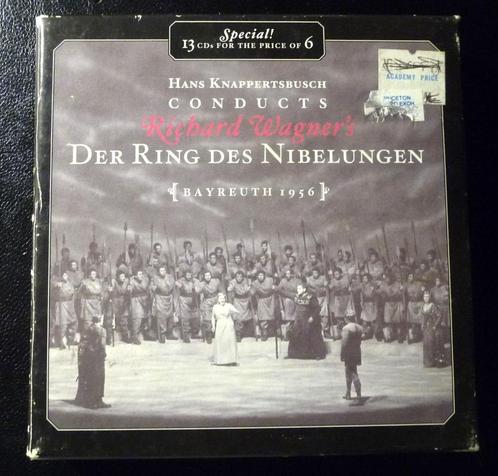 Special!
13 CDs FOR THE PRICE OF 6
ACADEMY PRICE
HANS KNAPPERTSBUSCH
CONDUCTS
Richard Wagner's
DER RING DES NIBELUNGEN
BAYREUTH 1956